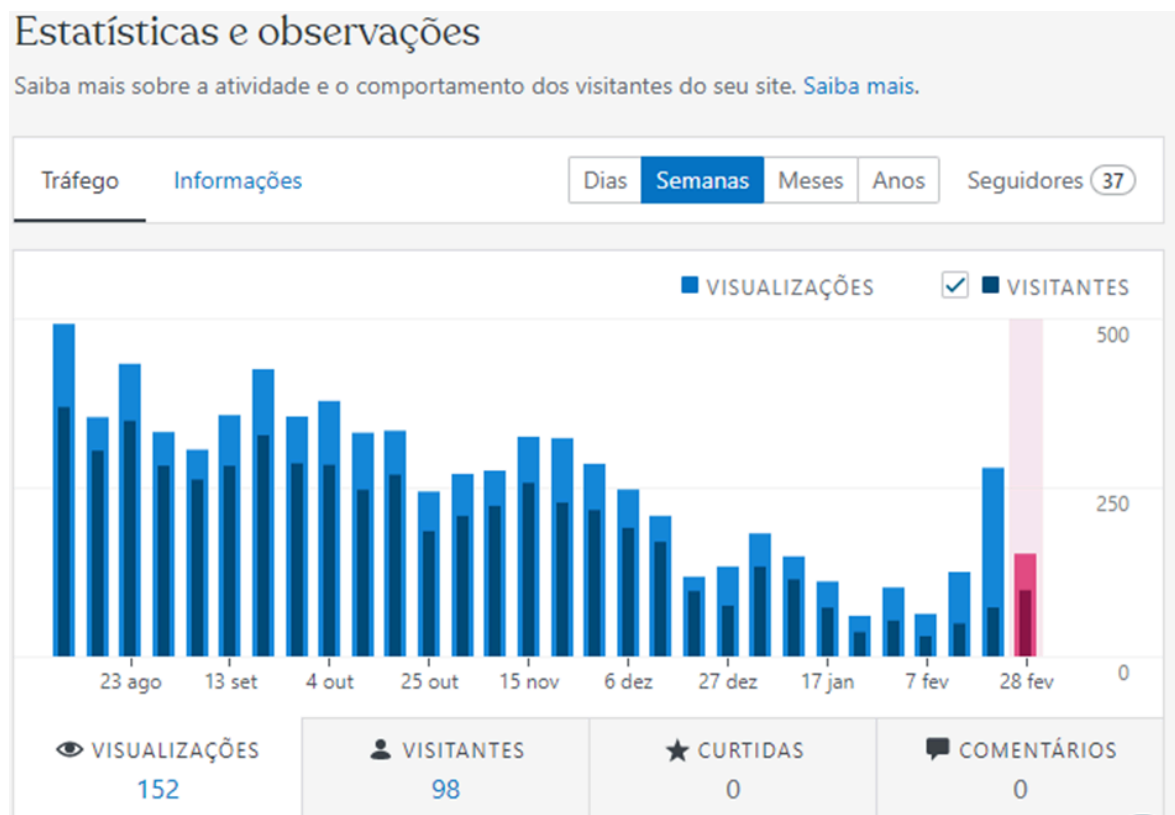 Estatísticas e observações
Saiba mais sobre a atividade e o comportamento dos visitantes do seu site. Saiba mais.
Tráfego Informações Dias Semanas Meses Anos Seguidores 37
VISUALIZAÇÕES VISITANTES
500
250
0
23 ago 13 set 4 out 25 out 15 nov 6 dez 27 dez 17 jan 7 fev 28 fev
VISUALIZAÇÕES VISITANTES CURTIDAS COMENTÁRIOS
152 98 0 0